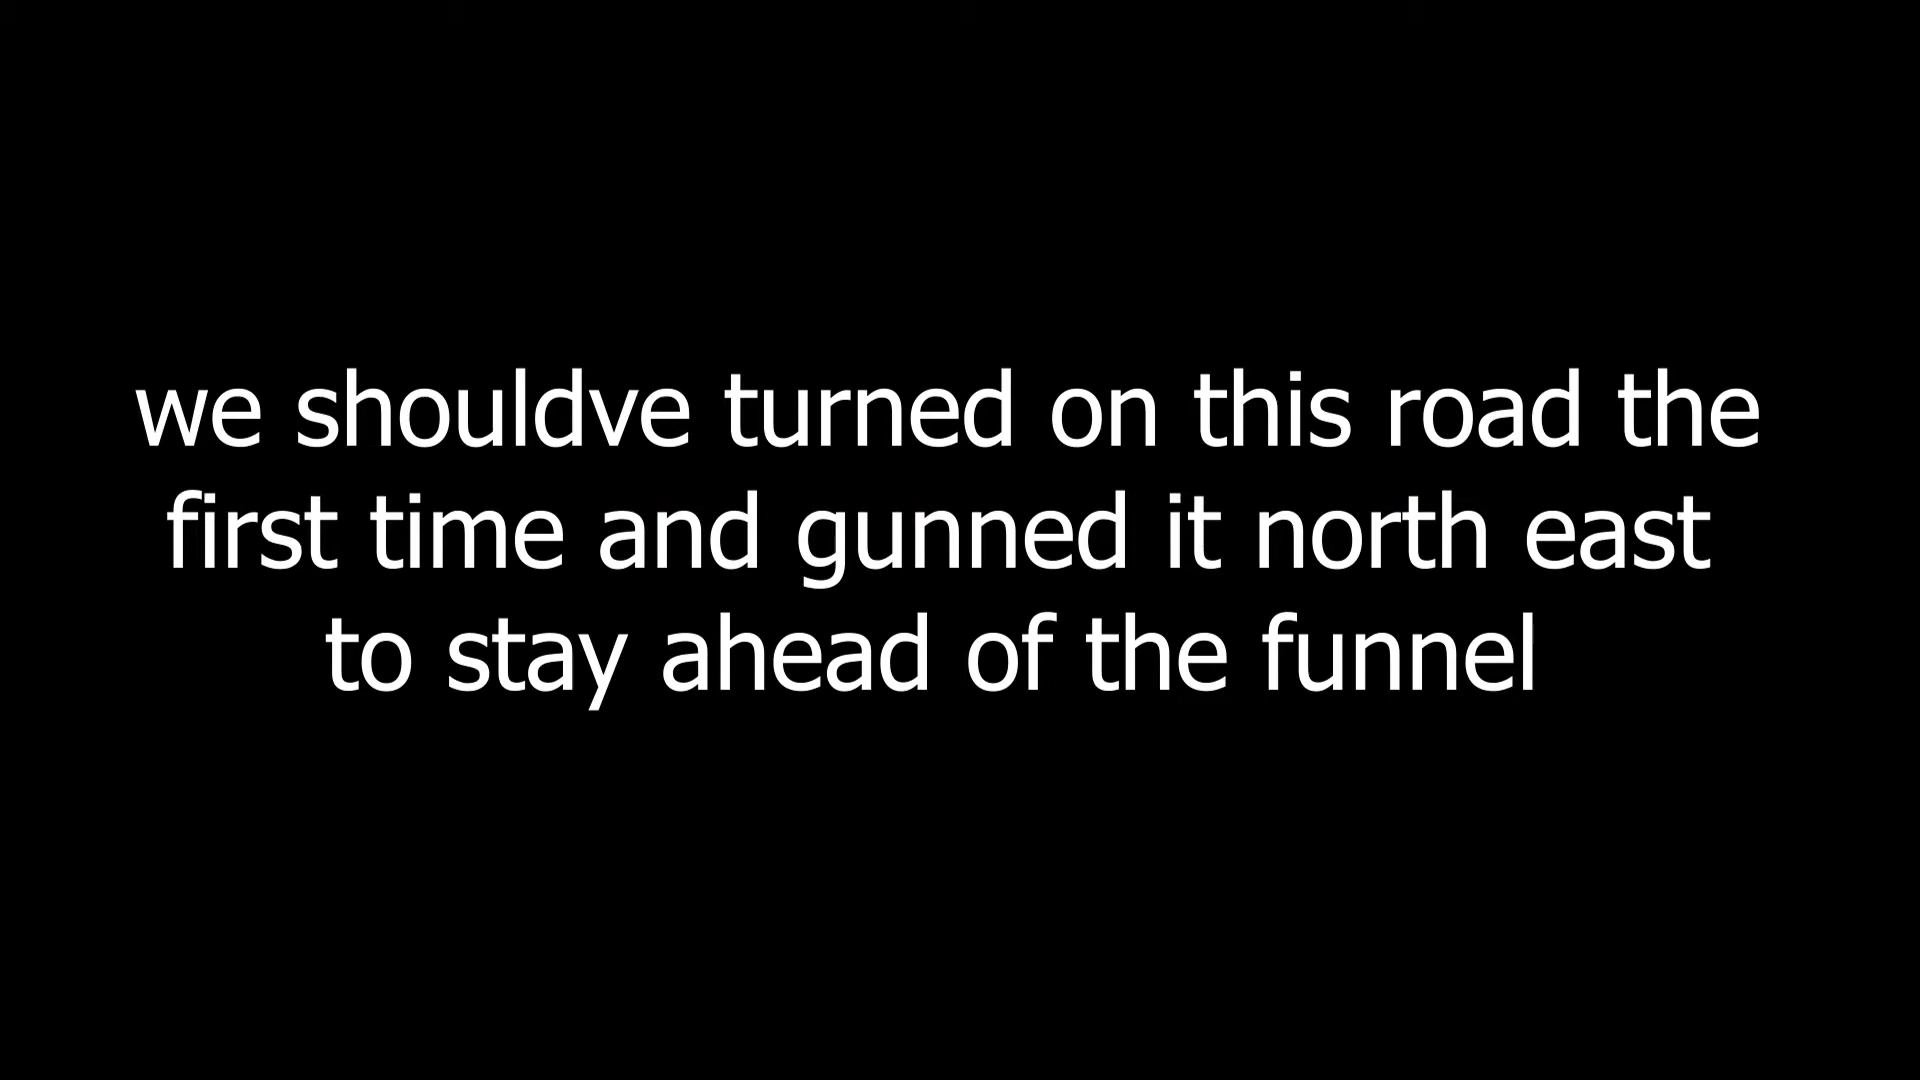 we shouldve turned on this road the
first time and gunned it north east
to stay ahead of the funnel